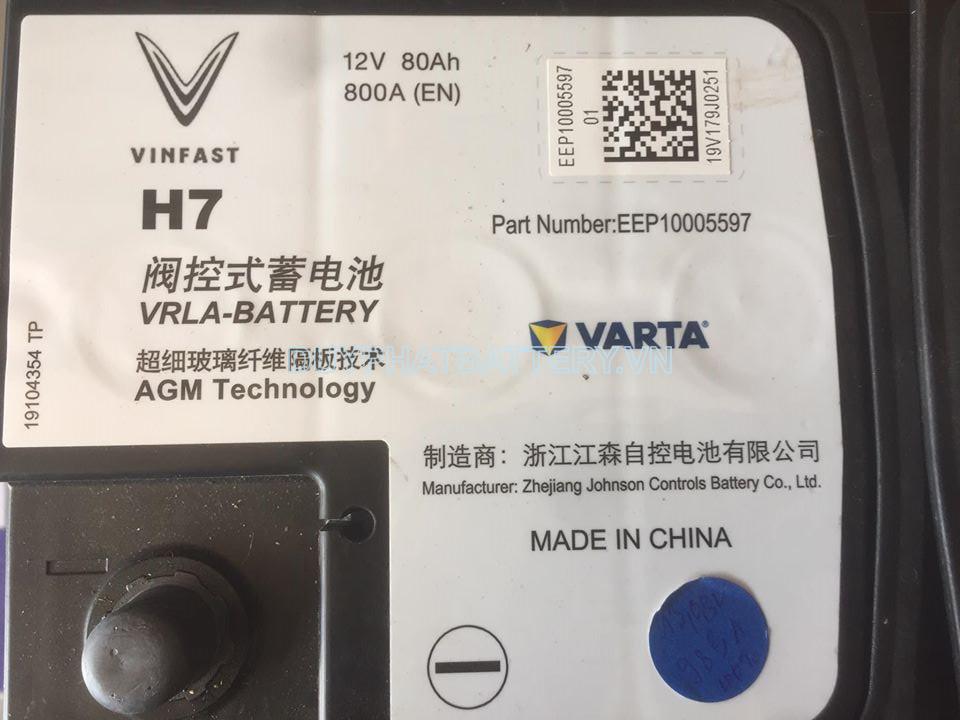 VINFAST
H7
12V 80Ah
800A (EN)
EEP10005597
01
19V179J0251
Part Number:EEP10005597
阀控式蓄电池
VRLA-BATTERY
VARTA
超细玻璃纤维隔板技术
AGM Technology
19104354 TP
制造商：浙江江森自控电池有限公司
Manufacturer: Zhejiang Johnson Controls Battery Co., Ltd.
MADE IN CHINA